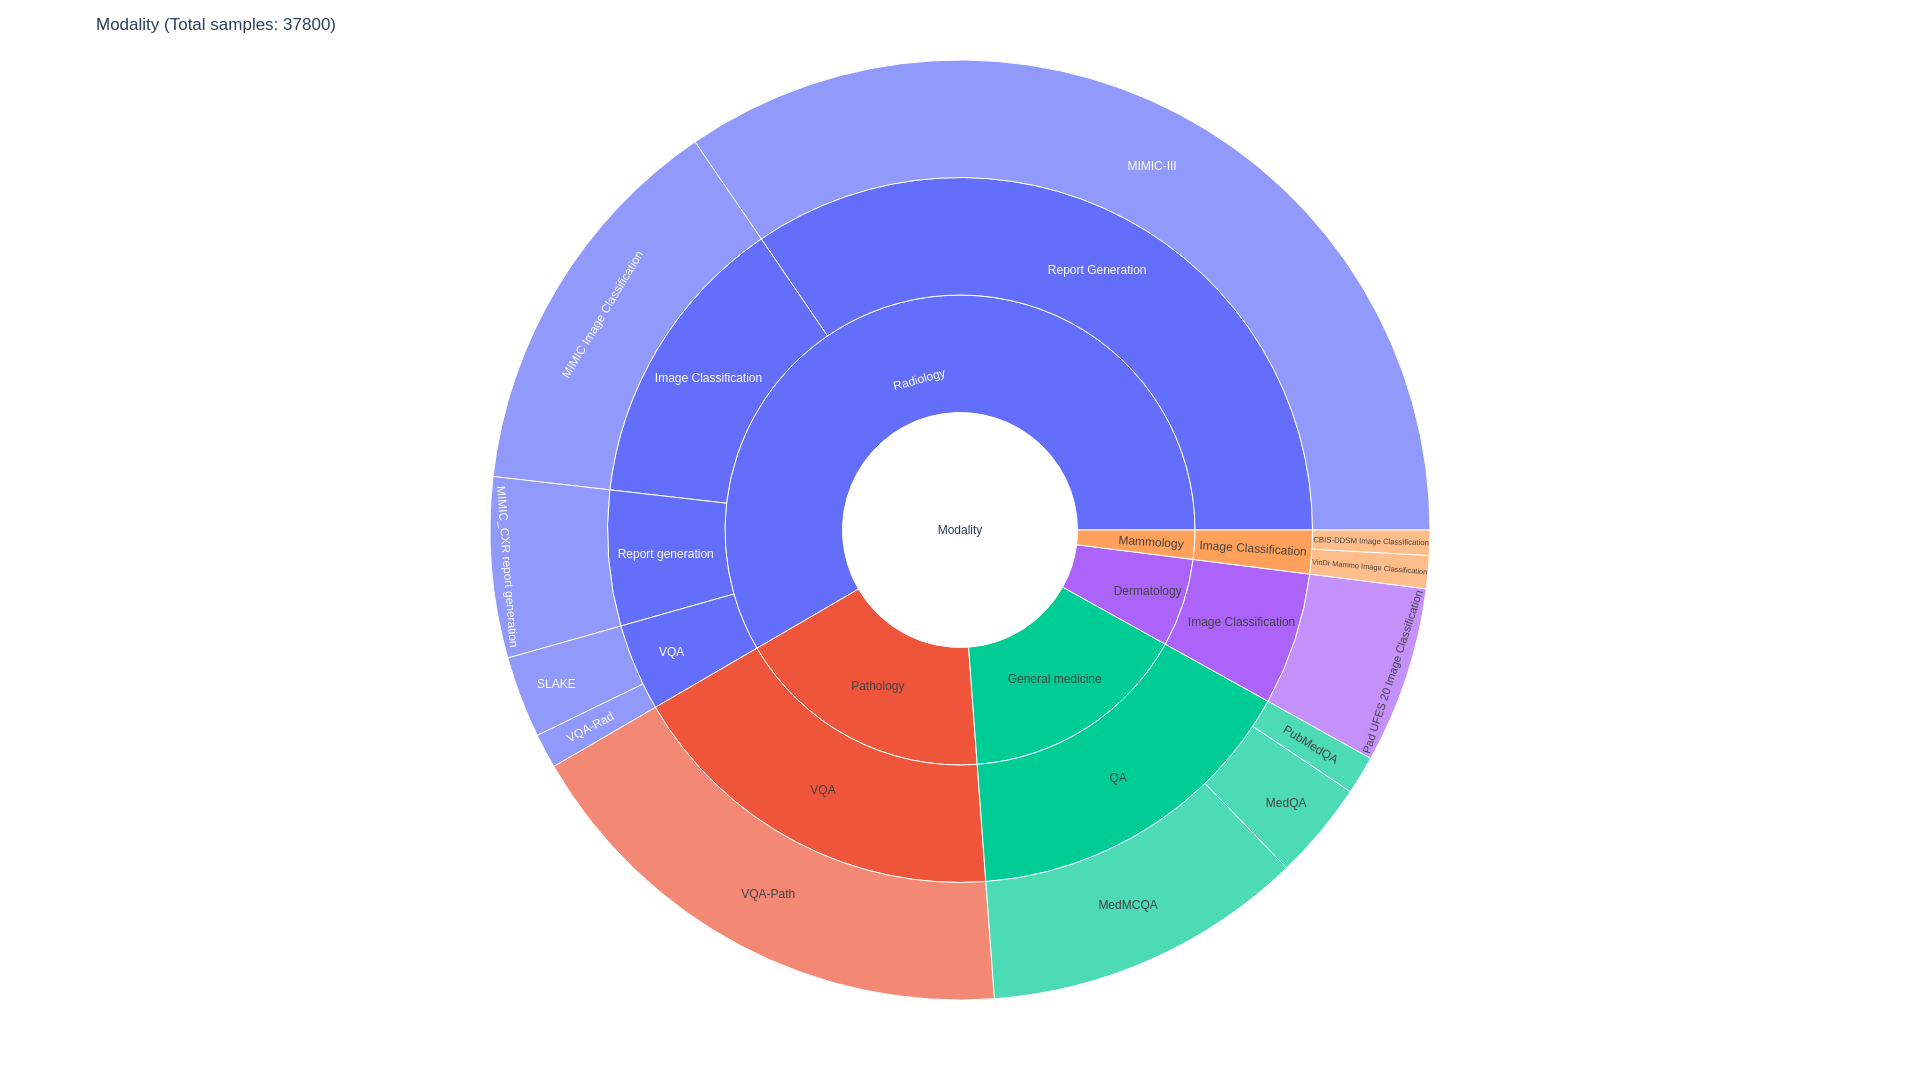 Modality (Total samples: 37800)
MIMIC-III
Report Generation
MIMIC Image Classification
Image Classification
Radiology
MIMIC_CXR report generation
Report generation
Modality
Mammology
Image Classification
CBIS-DDSM Image Classification
VinDr Mammo Image Classification
Dermatology
Image Classification
Pad UFES 20 Image Classification
VQA
SLAKE
VQA-Rad
Pathology
General medicine
PubMedQA
QA
MedQA
VQA
VQA-Path
MedMCQA